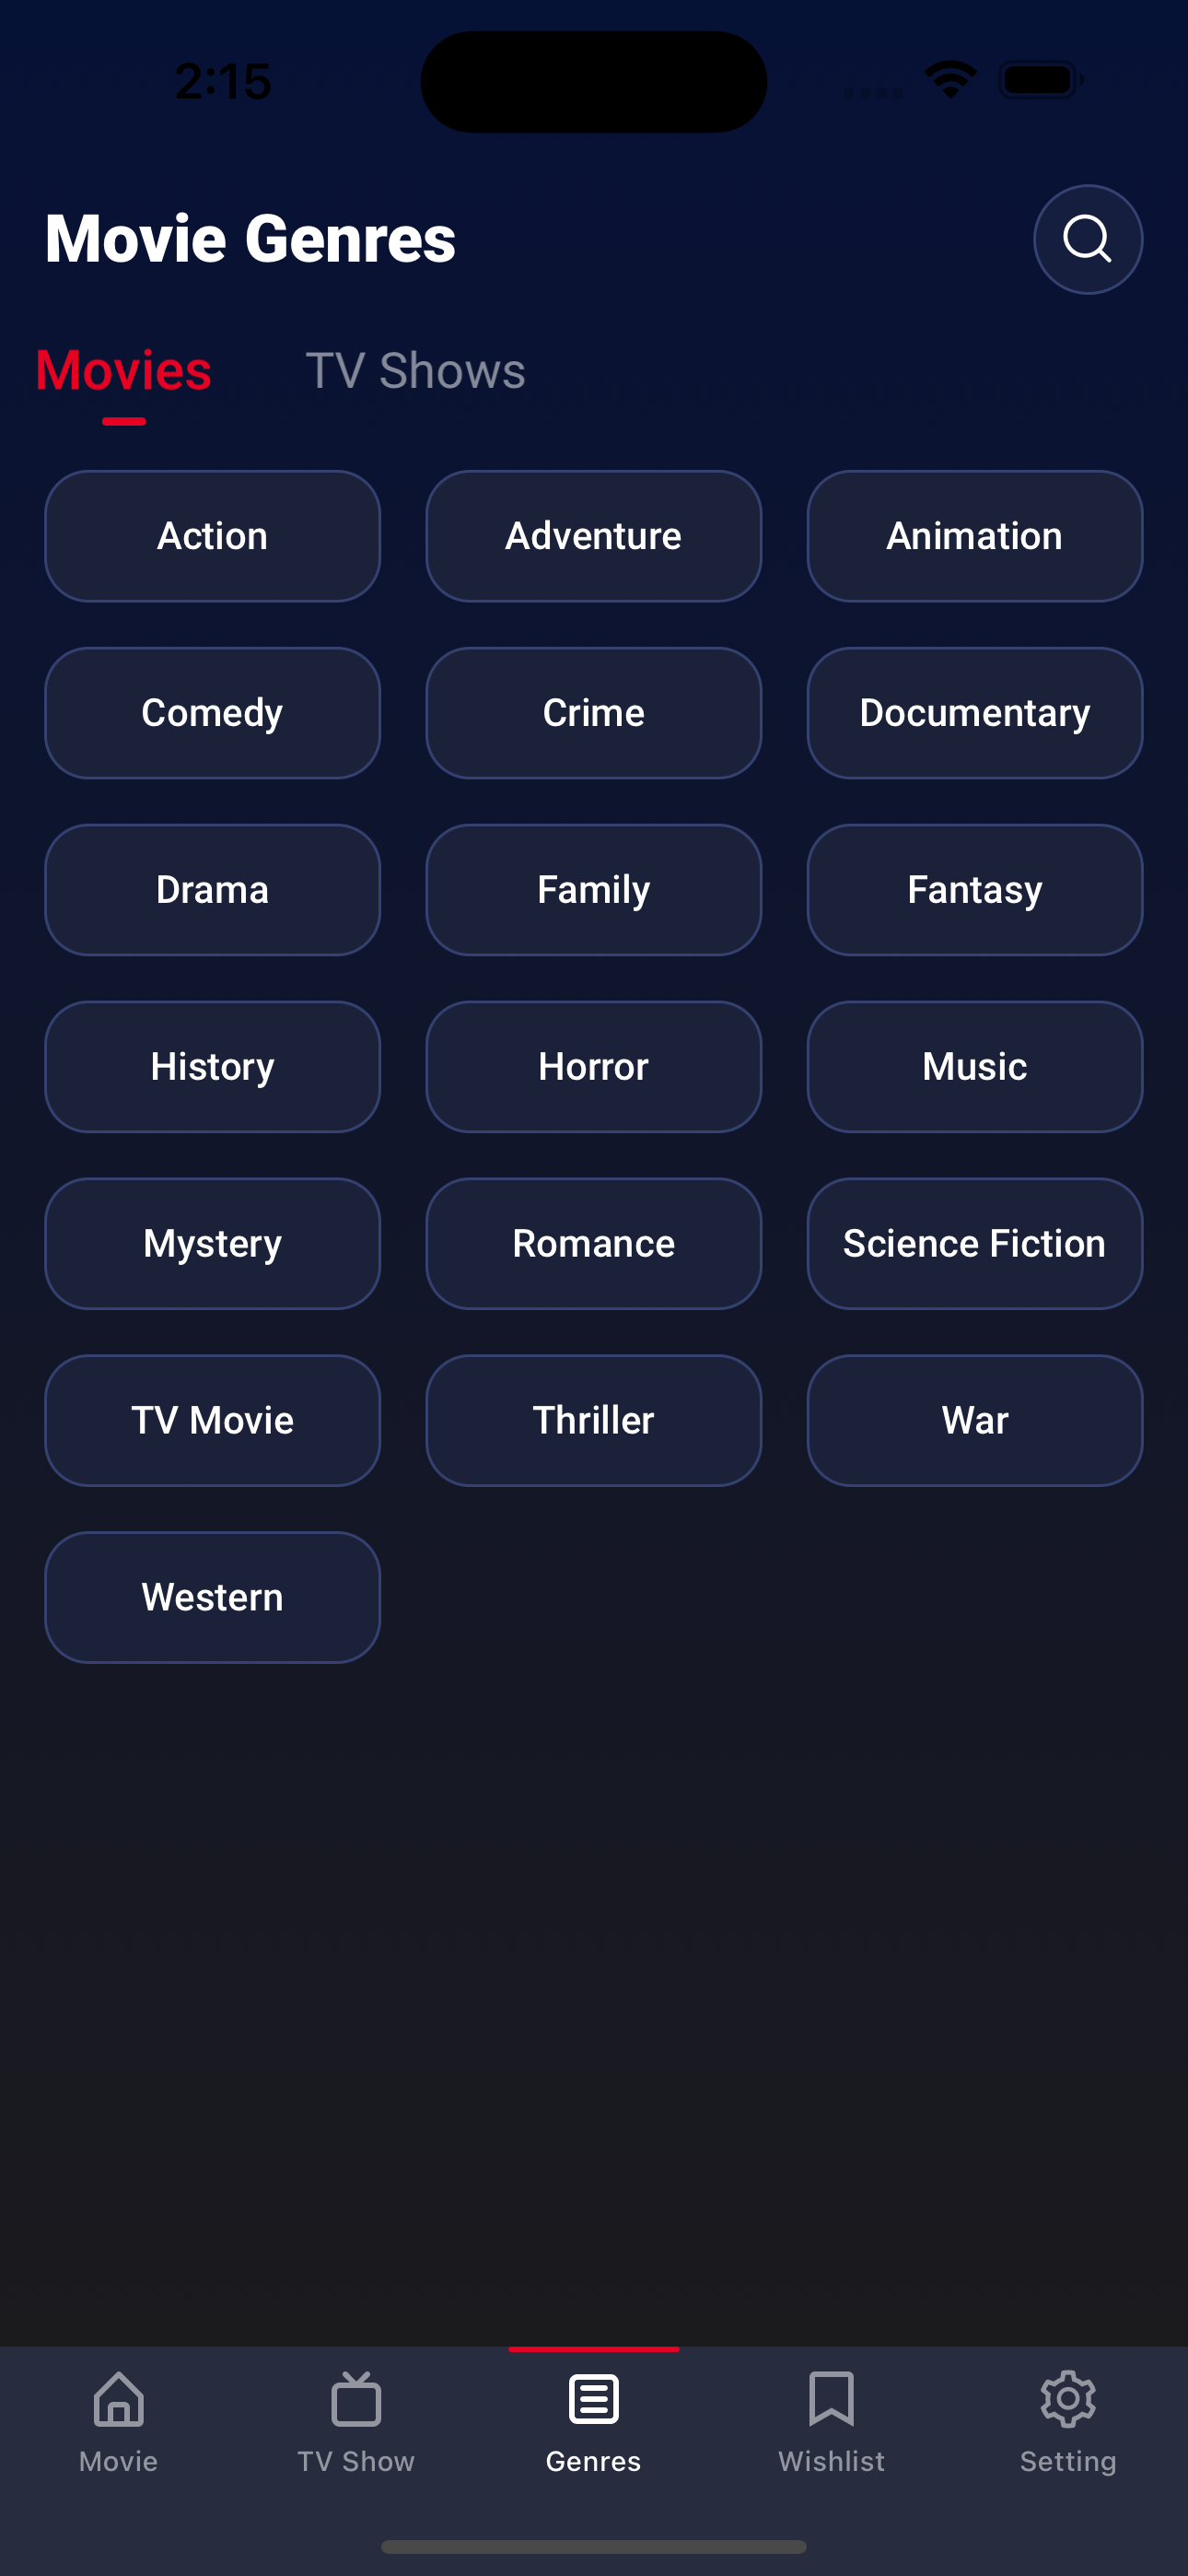 2:15
Movie Genres
Movies TV Shows
Action Adventure Animation
Comedy Crime Documentary
Drama Family Fantasy
History Horror Music
Mystery Romance Science Fiction
TV Movie Thriller War
Western
Movie TV Show Genres Wishlist Setting